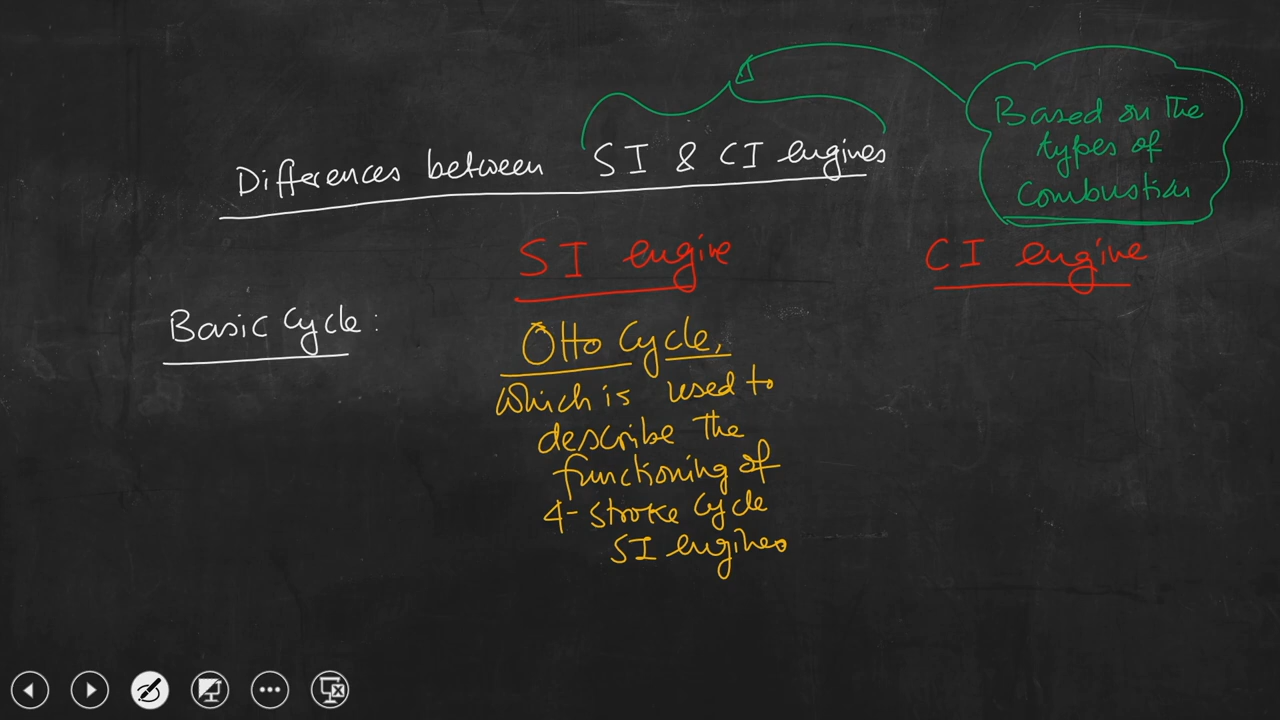 Based on the
types of
Combustion
Differences between SI & CI engines
SI engine
CI engine
Basic Cycle:
Otto Cycle,
which is used to
describe the
functioning of
4-stroke cycle
SI engines